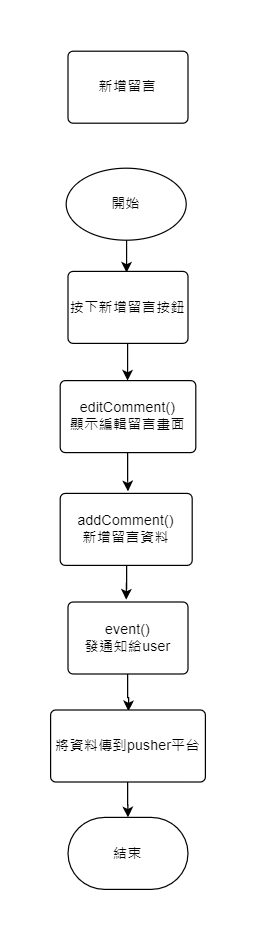 新增留言
開始
按下新增留言按鈕
editComment()
顯示編輯留言畫面
addComment()
新增留言資料
event()
發通知給user
將資料傳到pusher平台
結束